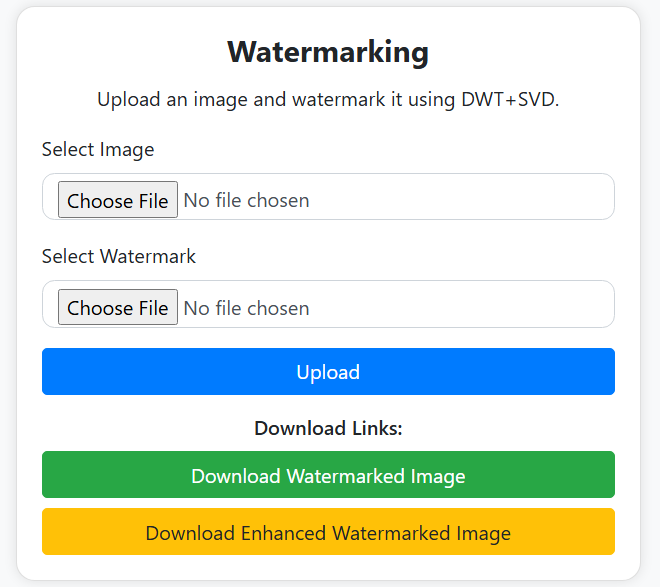 Watermarking
Upload an image and watermark it using DWT+SVD.
Select Image
Choose File No file chosen
Select Watermark
Choose File No file chosen
Upload
Download Links:
Download Watermarked Image
Download Enhanced Watermarked Image